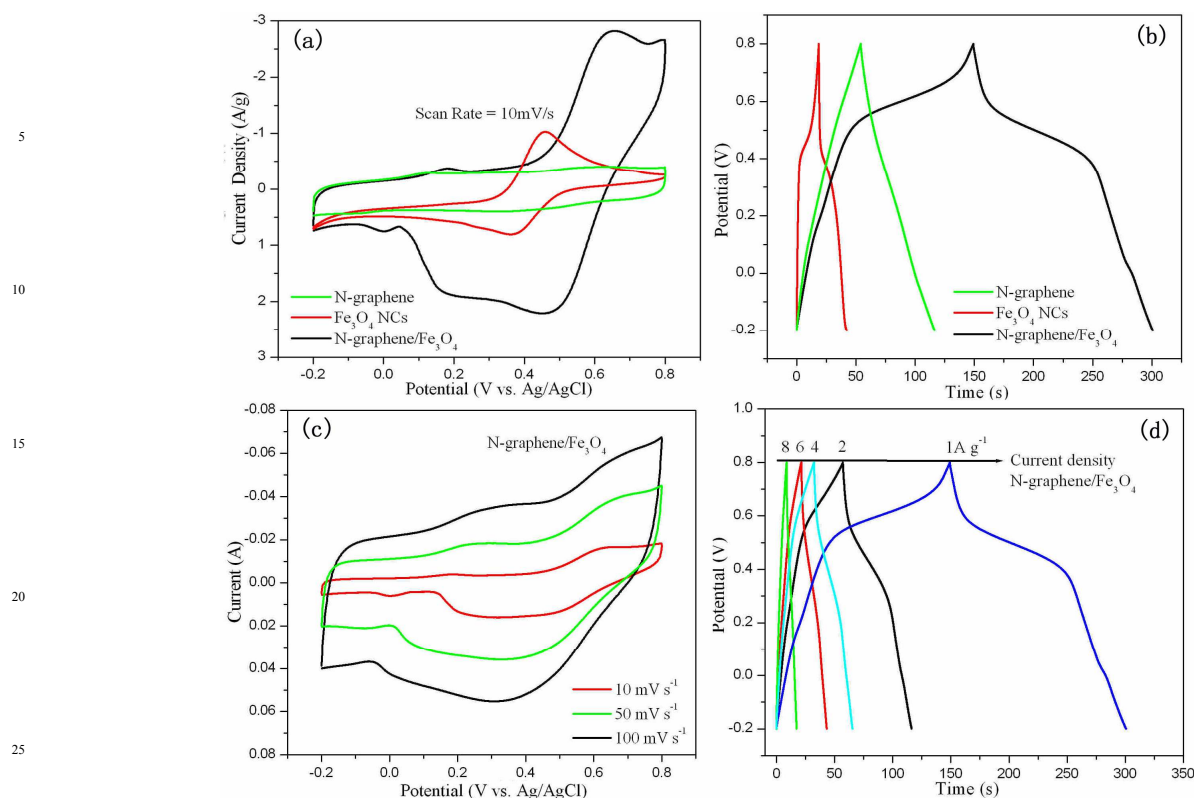 5
10
15
20
25
(a)
-3
-2
-1
0
1
2
3
Current Density (A/g)
Scan Rate = 10mV/s
N-graphene
Fe₃O₄ NCs
N-graphene/Fe₃O₄
-0.2 0.0 0.2 0.4 0.6 0.8
Potential (V vs. Ag/AgCl)
(b)
0.8
0.6
0.4
0.2
0.0
-0.2
Potential (V)
N-graphene
Fe₃O₄ NCs
N-graphene/Fe₃O₄
0 50 100 150 200 250 300
Time (s)
(c)
N-graphene/Fe₃O₄
-0.08
-0.06
-0.04
-0.02
0.00
0.02
0.04
0.06
0.08
Current (A)
10 mV s⁻¹
50 mV s⁻¹
100 mV s⁻¹
-0.2 0.0 0.2 0.4 0.6 0.8
Potential (V vs. Ag/AgCl)
(d)
1.0
0.8
0.6
0.4
0.2
0.0
-0.2
Potential (V)
8 6 4 2 1A g⁻¹
Current density
N-graphene/Fe₃O₄
0 50 100 150 200 250 300 350
Time (s)